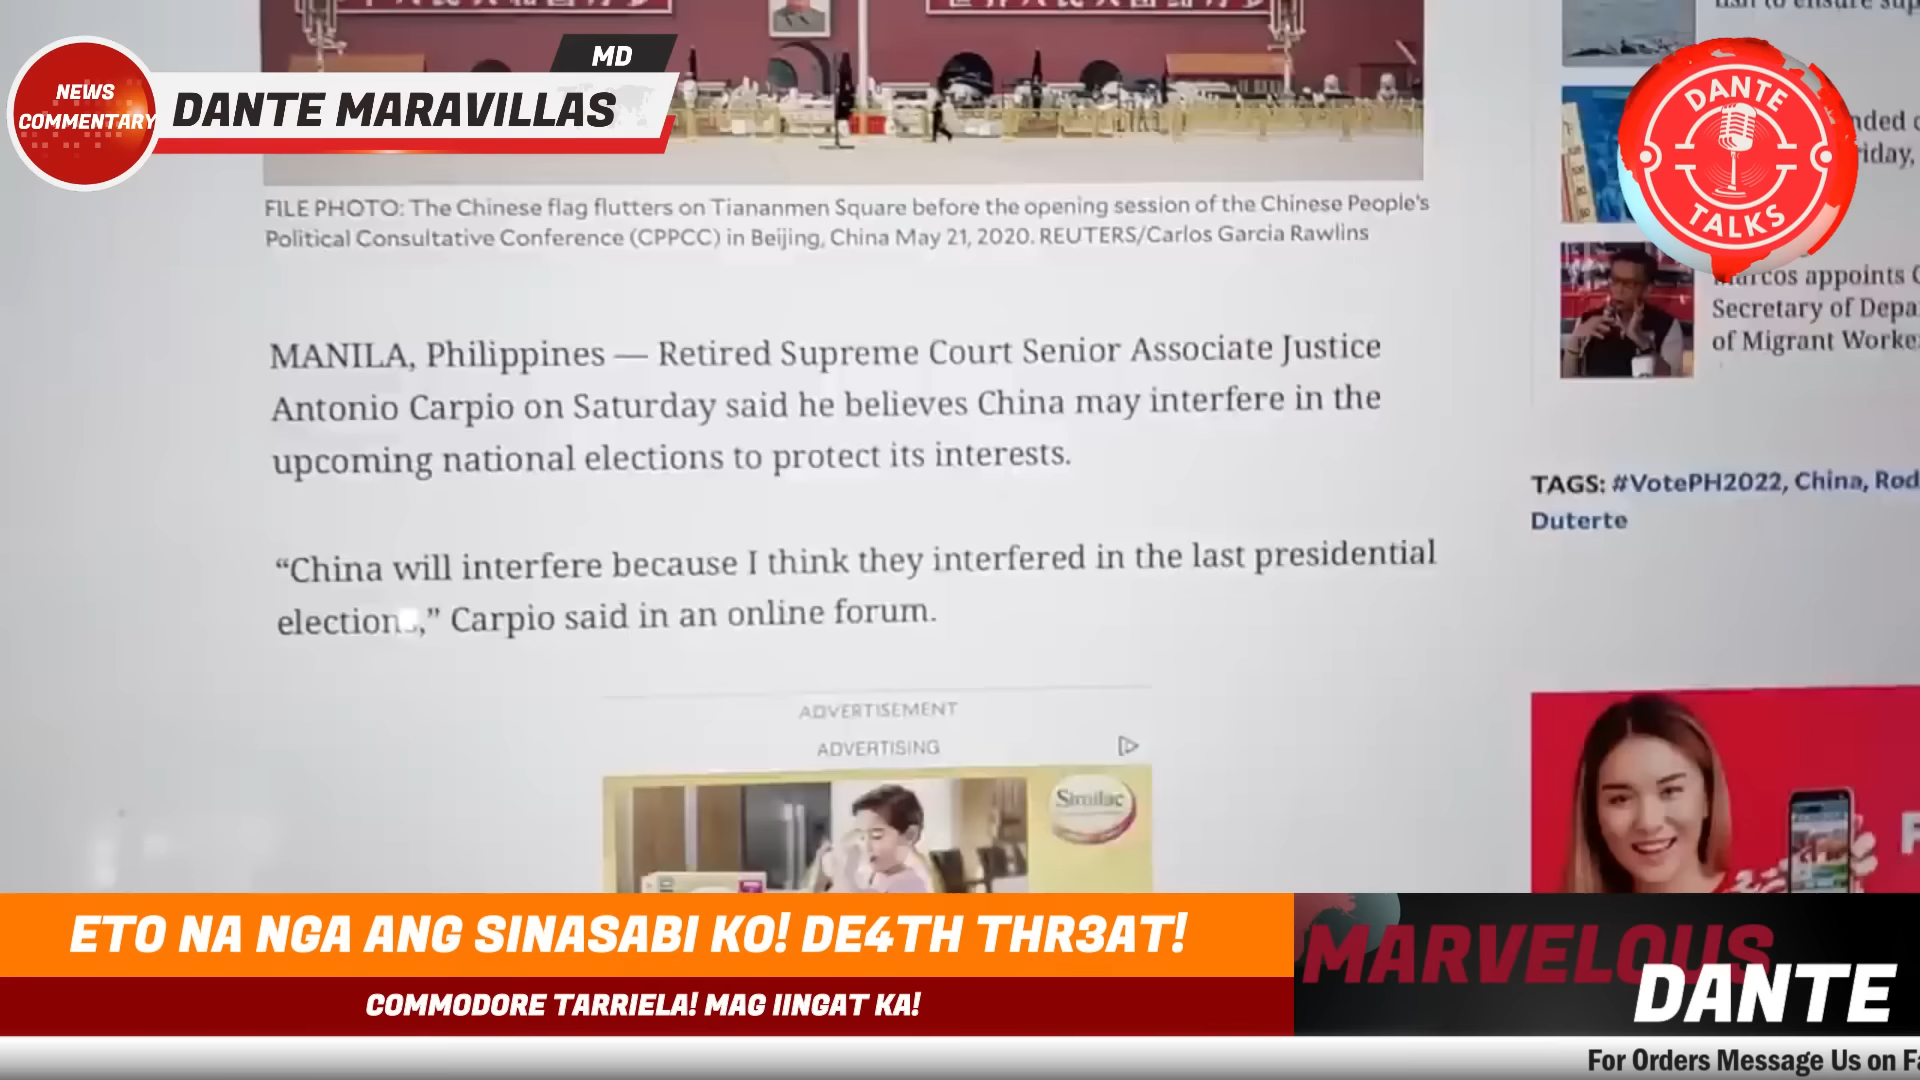 MD
NEWS
COMMENTARY
DANTE MARAVILLAS
DANTE
TALKS
FILE PHOTO: The Chinese flag flutters on Tiananmen Square before the opening session of the Chinese People's
Political Consultative Conference (CPPCC) in Beijing, China May 21, 2020. REUTERS/Carlos Garcia Rawlins
MANILA, Philippines — Retired Supreme Court Senior Associate Justice
Antonio Carpio on Saturday said he believes China may interfere in the
upcoming national elections to protect its interests.
“China will interfere because I think they interfered in the last presidential
elections,” Carpio said in an online forum.
ADVERTISEMENT
ADVERTISING
Similac
Marcos appoints
Secretary of
of Migrant
TAGS: #VotePH2022, China,
Duterte
ETO NA NGA ANG SINASABI KO! DE4TH THR3AT!
COMMODORE TARRIELA! MAG IINGAT KA!
MARVELOUS
DANTE
For Orders Message Us on